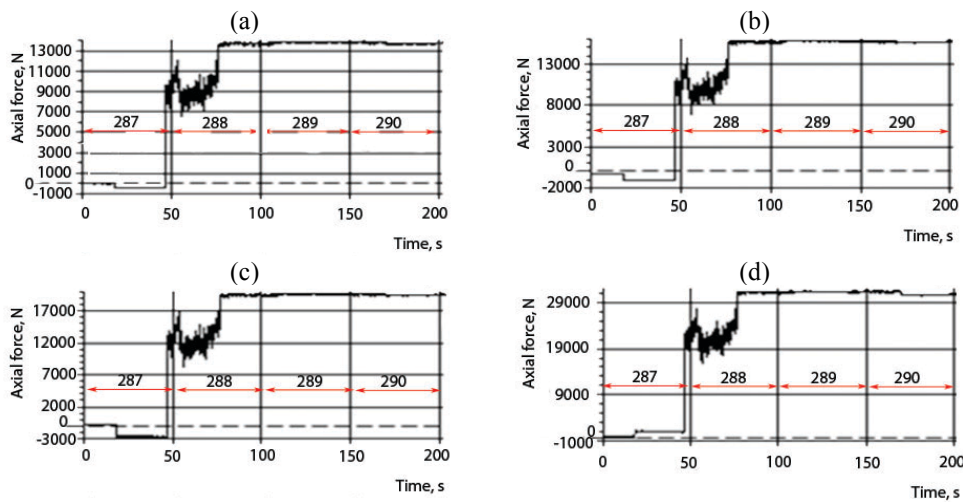 (a)
Axial force, N
13000
11000
9000
7000
5000
3000
1000
0
-1000
287 288 289 290
0 50 100 150 200
Time, s
(b)
Axial force, N
13000
8000
3000
0
-2000
287 288 289 290
0 50 100 150 200
Time, s
(c)
Axial force, N
17000
12000
7000
2000
0
-3000
287 288 289 290
0 50 100 150 200
Time, s
(d)
Axial force, N
29000
19000
9000
0
-1000
287 288 289 290
0 50 100 150 200
Time, s